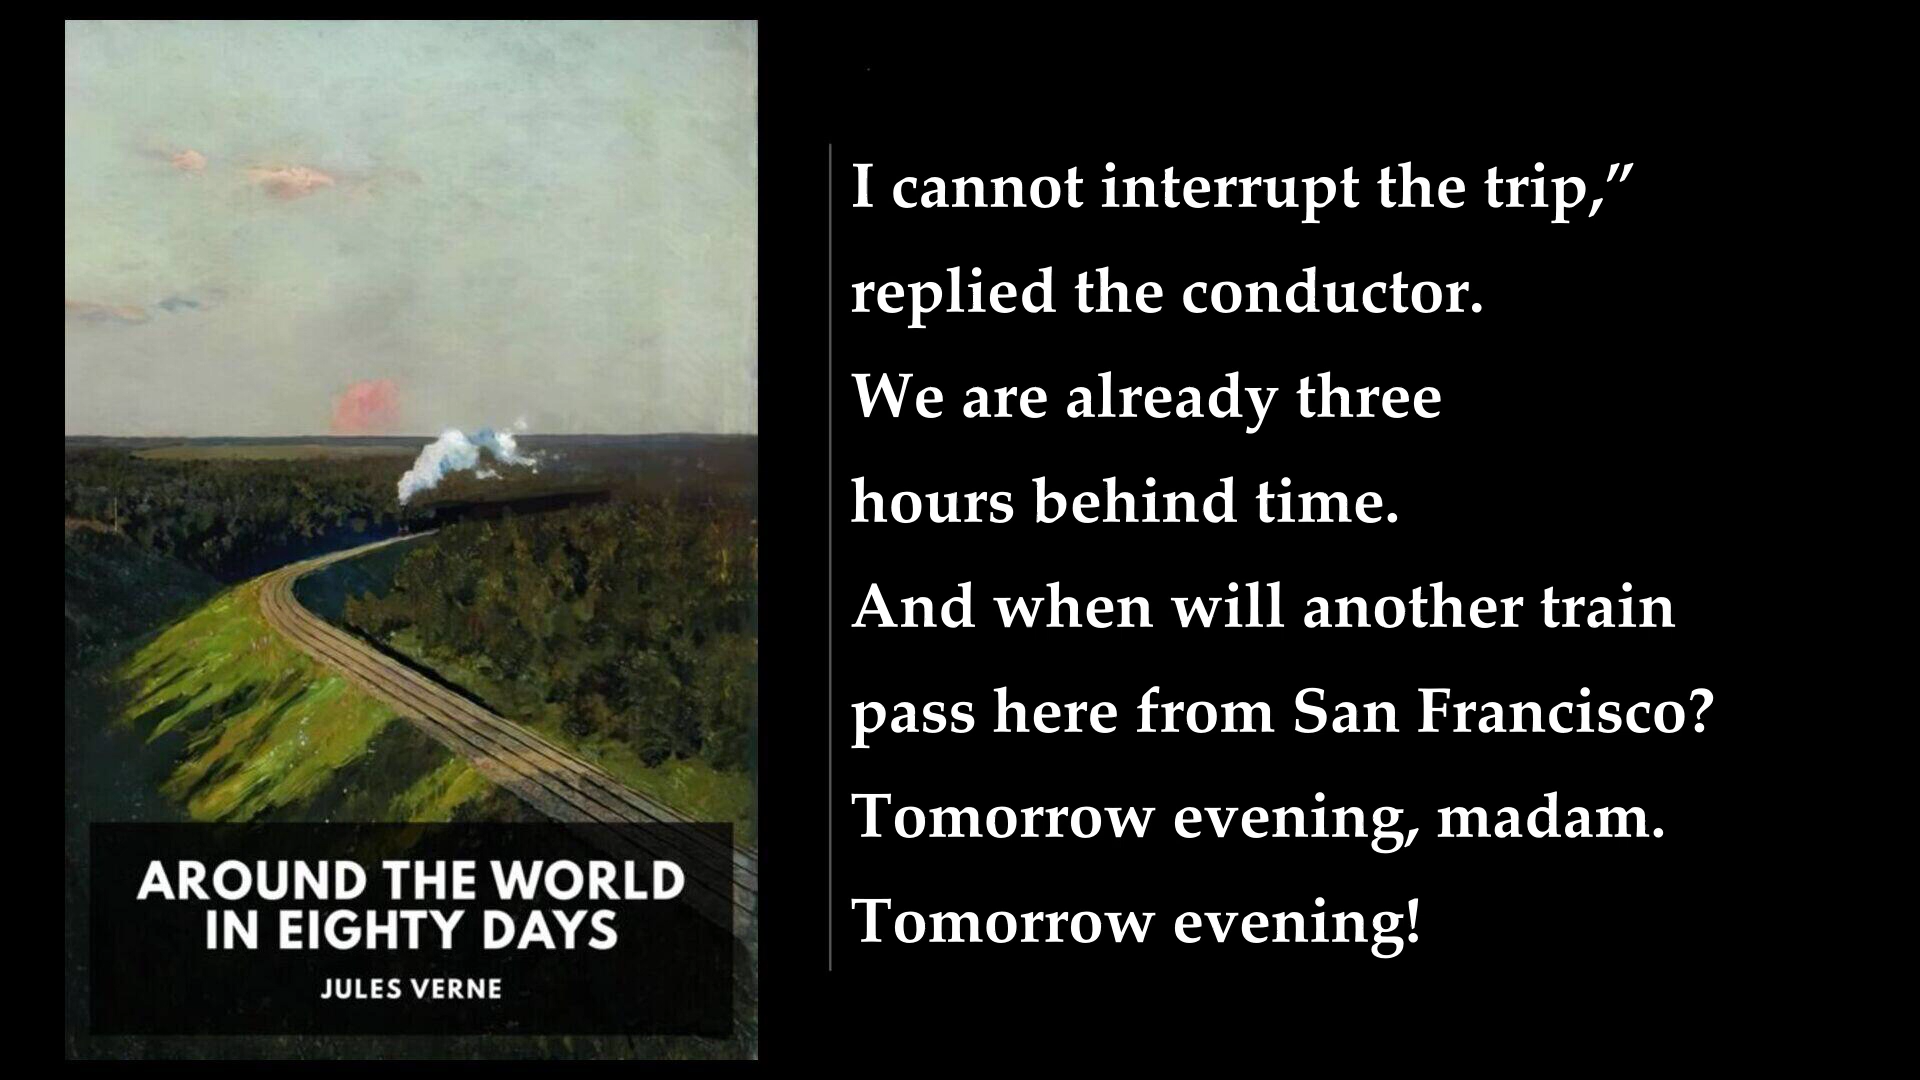 AROUND THE WORLD
IN EIGHTY DAYS
JULES VERNE
I cannot interrupt the trip,”
replied the conductor.
We are already three
hours behind time.
And when will another train
pass here from San Francisco?
Tomorrow evening, madam.
Tomorrow evening!